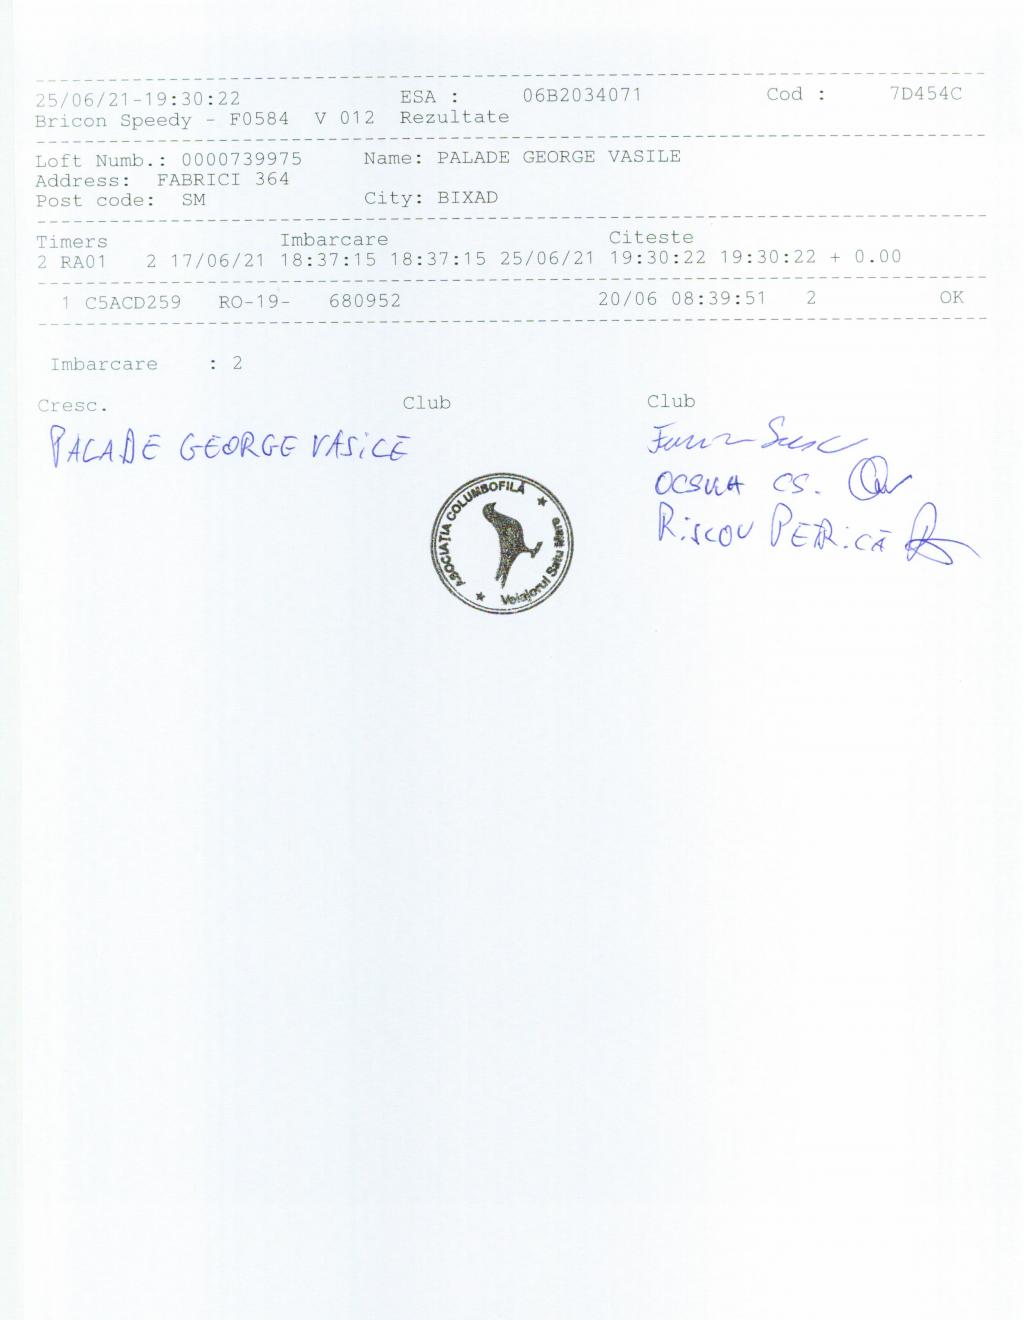 25/06/21-19:30:22 ESA : 06B2034071 Cod : 7D454C
Bricon Speedy - F0584 V 012 Rezultate
Loft Numb.: 0000739975 Name: PALADE GEORGE VASILE
Address: FABRICI 364
Post code: SM City: BIXAD
Timers Imbarcare Citeste
2 RA01 2 17/06/21 18:37:15 18:37:15 25/06/21 19:30:22 19:30:22 + 0.00
1 C5ACD259 RO-19- 680952 20/06 08:39:51 2 OK
Imbarcare : 2
Cresc. Club Club
PALADE GEORGE VASILE
CS.
PETRICĂ
ASOCIAȚIA COLUMBOFILĂ
Voiajorul Satu Mare